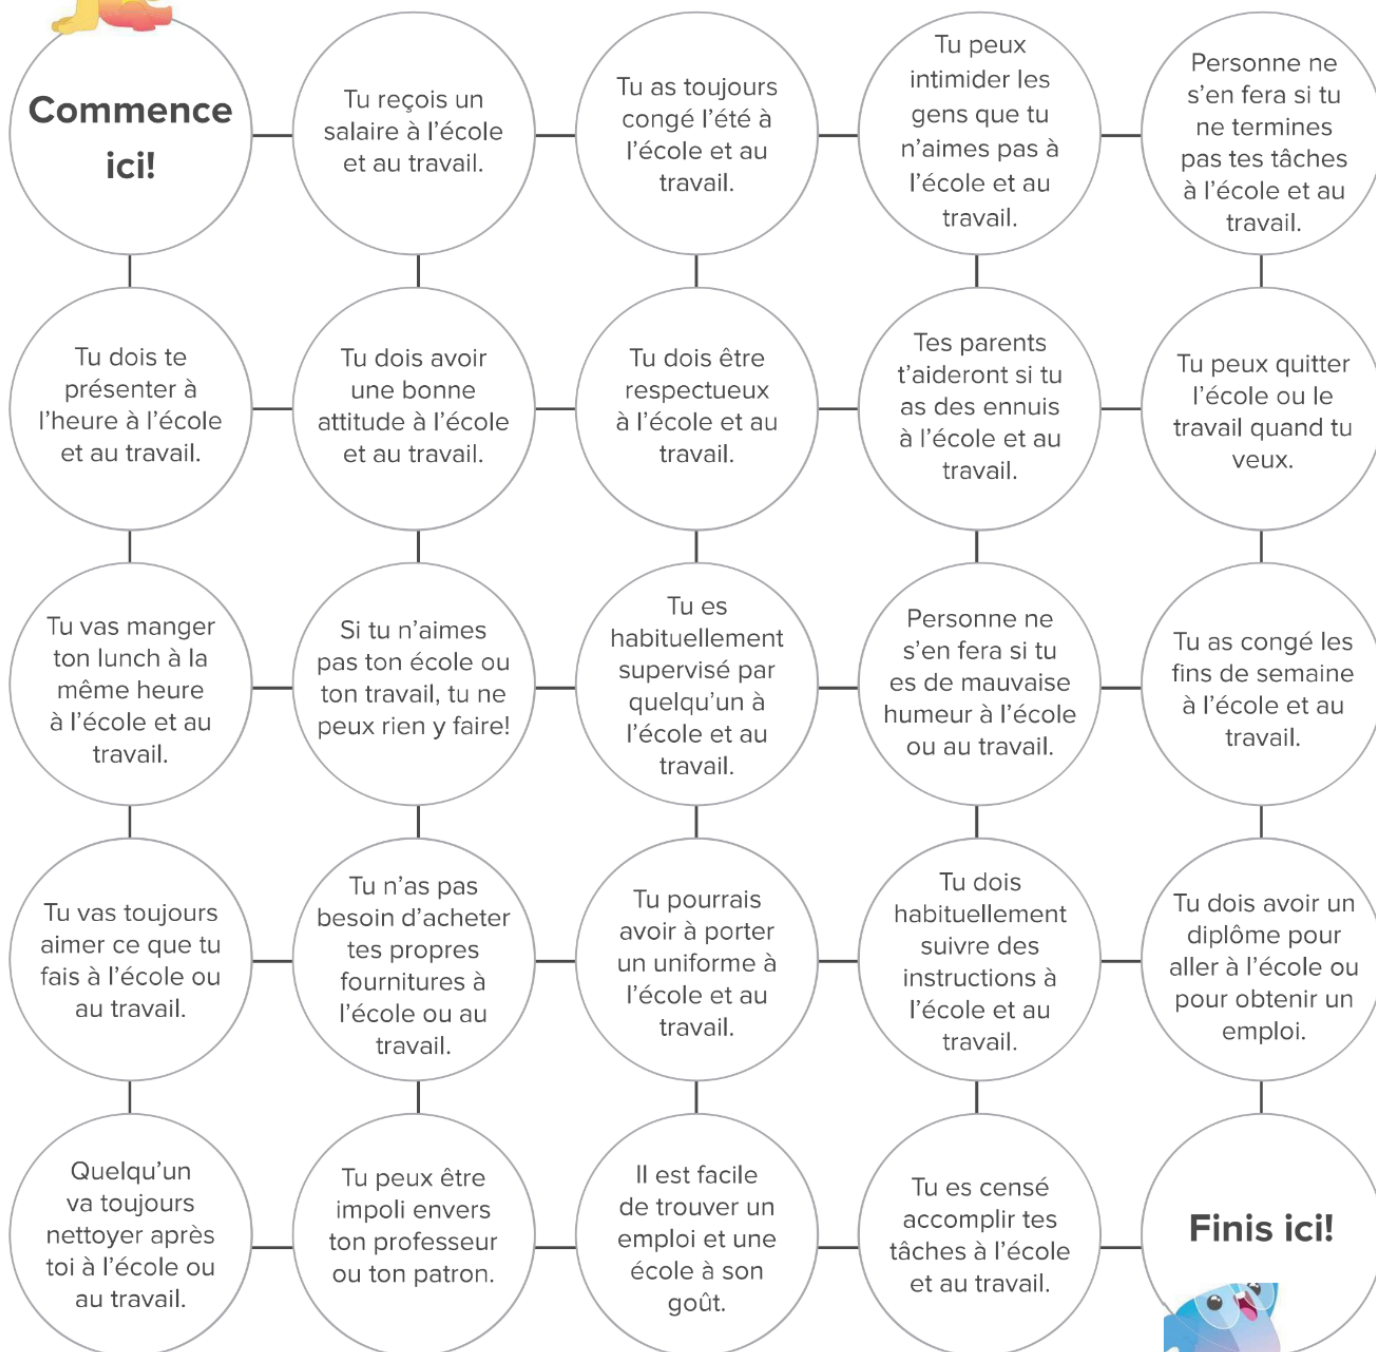 Commence
ici!
Tu reçois un
salaire à l'école
et au travail.
Tu as toujours
congé l'été à
l'école et au
travail.
Tu peux
intimider les
gens que tu
n'aimes pas à
l'école et au
travail.
Personne ne
s'en fera si tu
ne termines
pas tes tâches
à l'école et au
travail.
Tu dois te
présenter à
l'heure à l'école
et au travail.
Tu dois avoir
une bonne
attitude à l'école
et au travail.
Tu dois être
respectueux
à l'école et au
travail.
Tes parents
t'aideront si tu
as des ennuis
à l'école et au
travail.
Tu peux quitter
l'école ou le
travail quand tu
veux.
Tu vas manger
ton lunch à la
même heure
à l'école et au
travail.
Si tu n'aimes
pas ton école ou
ton travail, tu ne
peux rien y faire!
Tu es
habituellement
supervisé par
quelqu'un à
l'école et au
travail.
Personne ne
s'en fera si tu
es de mauvaise
humeur à l'école
ou au travail.
Tu as congé les
fins de semaine
à l'école et au
travail.
Tu vas toujours
aimer ce que tu
fais à l'école ou
au travail.
Tu n'as pas
besoin d'acheter
tes propres
fournitures à
l'école ou au
travail.
Tu pourrais
avoir à porter
un uniforme à
l'école et au
travail.
Tu dois
habituellement
suivre des
instructions à
l'école et au
travail.
Tu dois avoir un
diplôme pour
aller à l'école ou
pour obtenir un
emploi.
Quelqu'un
va toujours
nettoyer après
toi à l'école ou
au travail.
Tu peux être
impoli envers
ton professeur
ou ton patron.
Il est facile
de trouver un
emploi et une
école à son
goût.
Tu es censé
accomplir tes
tâches à l'école
et au travail.
Finis ici!